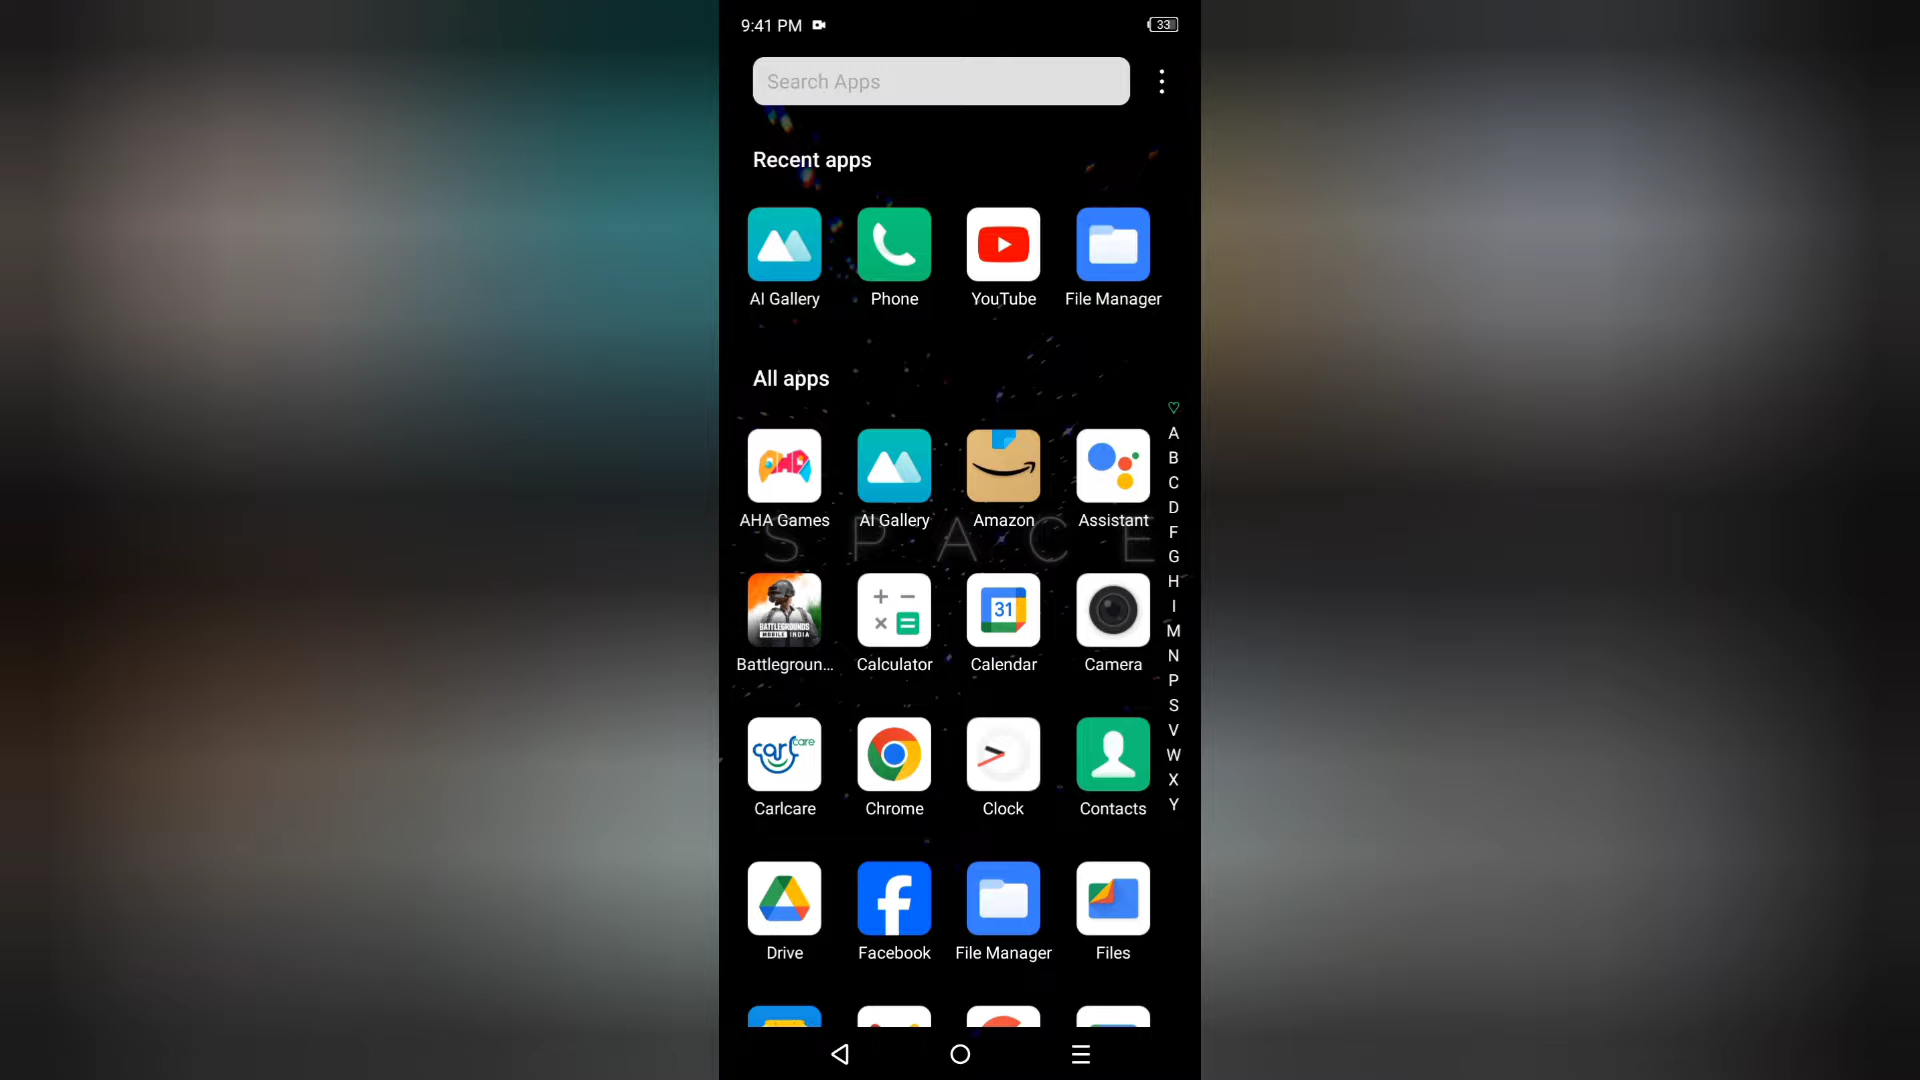 9:41 PM
33
Search Apps
Recent apps
AI Gallery
Phone
YouTube
File Manager
All apps
AHA Games
AI Gallery
Amazon
Assistant
SPACE
BATTLEGROUNDS
MOBILE INDIA
31
Battlegroun...
Calculator
Calendar
Camera
carlcare
Carlcare
Chrome
Clock
Contacts
Drive
Facebook
File Manager
Files
A
B
C
D
F
G
H
I
M
N
P
S
V
W
X
Y